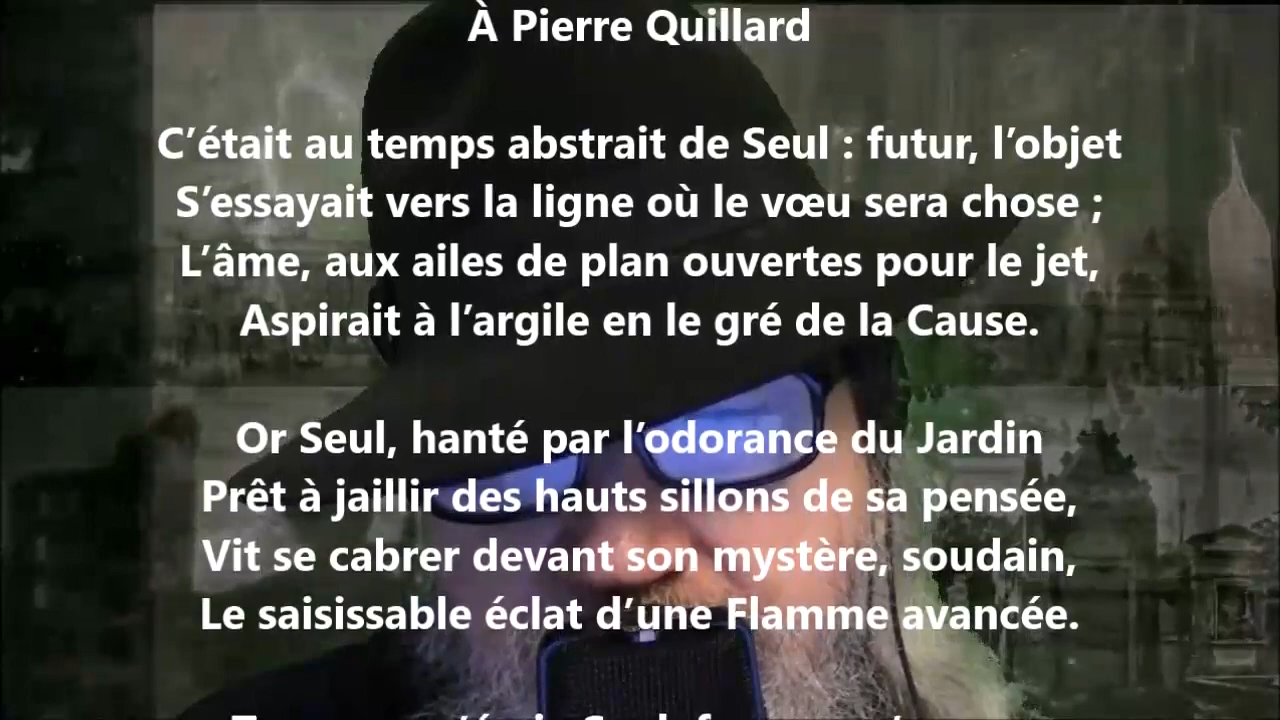 À Pierre Quillard
C’était au temps abstrait de Seul : futur, l’objet
S’essayait vers la ligne où le vœu sera chose ;
L’âme, aux ailes de plan ouvertes pour le jet,
Aspirait à l’argile en le gré de la Cause.
Or Seul, hanté par l’odorance du Jardin
Prêt à jaillir des hauts sillons de sa pensée,
Vit se cabrer devant son mystère, soudain,
Le saisissable éclat d’une Flamme avancée.